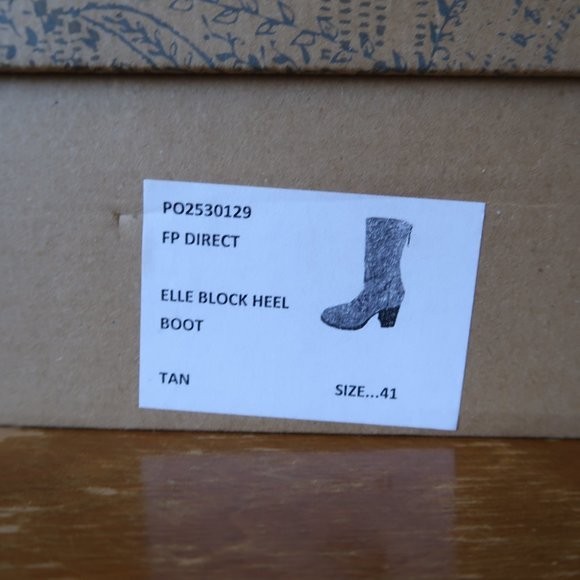 PO2530129
FP DIRECT
ELLE BLOCK HEEL
BOOT
TAN
SIZE...41